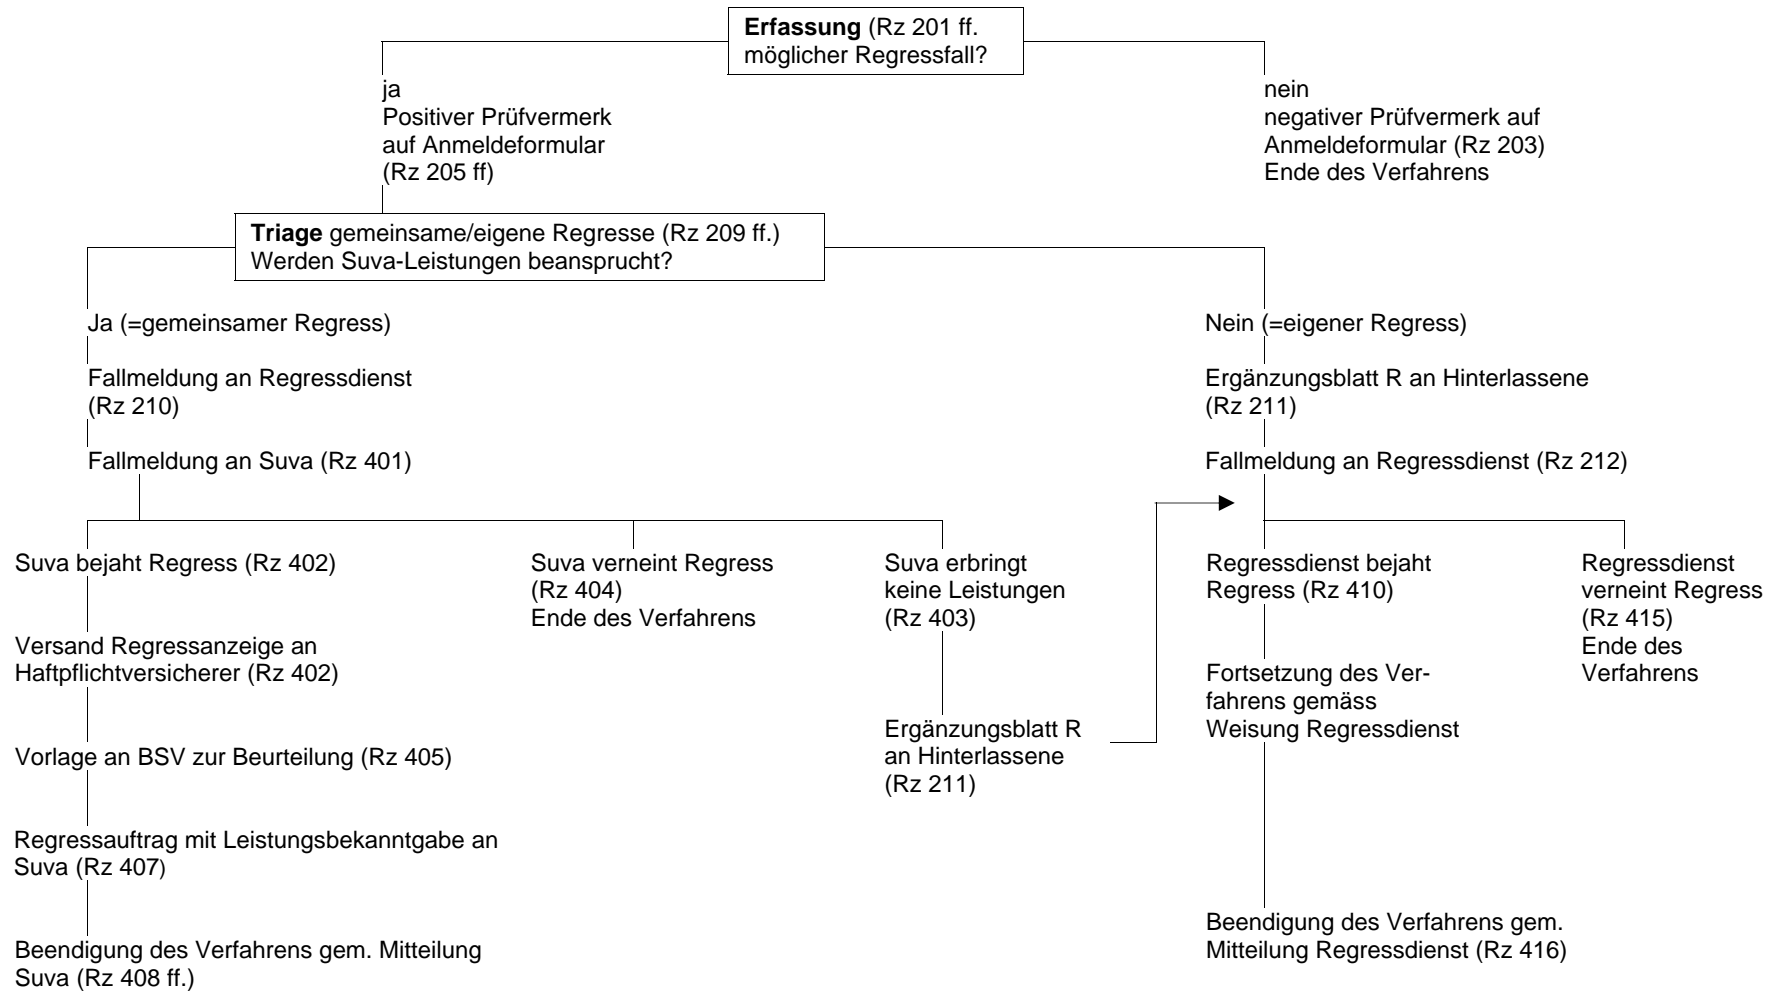 Erfassung (Rz 201 ff.
möglicher Regressfall?
ja
Positiver Prüfvermerk
auf Anmeldeformular
(Rz 205 ff)
nein
negativer Prüfvermerk auf
Anmeldeformular (Rz 203)
Ende des Verfahrens
Triage gemeinsame/eigene Regresse (Rz 209 ff.)
Werden Suva-Leistungen beansprucht?
Ja (=gemeinsamer Regress)
Fallmeldung an Regressdienst
(Rz 210)
Fallmeldung an Suva (Rz 401)
Nein (=eigener Regress)
Ergänzungsblatt R an Hinterlassene
(Rz 211)
Fallmeldung an Regressdienst (Rz 212)
Suva bejaht Regress (Rz 402)
Versand Regressanzeige an
Haftpflichtversicherer (Rz 402)
Vorlage an BSV zur Beurteilung (Rz 405)
Regressauftrag mit Leistungsbekanntgabe an
Suva (Rz 407)
Beendigung des Verfahrens gem. Mitteilung
Suva (Rz 408 ff.)
Suva verneint Regress
(Rz 404)
Ende des Verfahrens
Suva erbringt
keine Leistungen
(Rz 403)
Ergänzungsblatt R
an Hinterlassene
(Rz 211)
Regressdienst bejaht
Regress (Rz 410)
Fortsetzung des Ver-
fahrens gemäss
Weisung Regressdienst
Beendigung des Verfahrens gem.
Mitteilung Regressdienst (Rz 416)
Regressdienst
verneint Regress
(Rz 415)
Ende des
Verfahrens